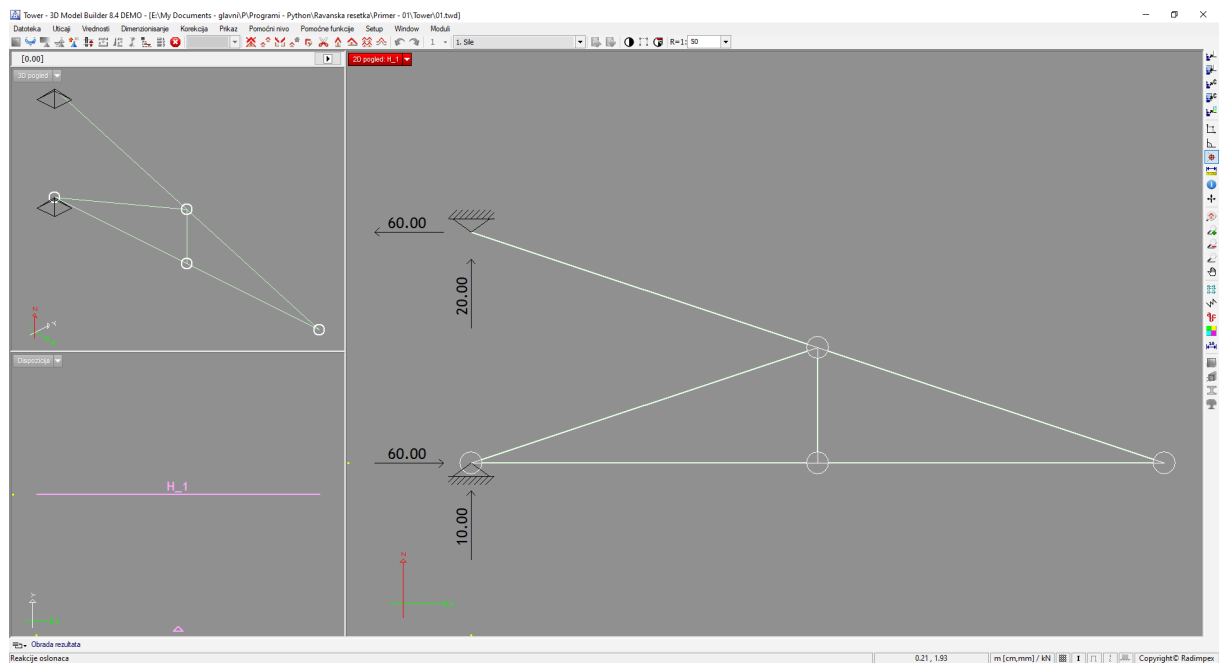 Tower - 3D Model Builder 8.4 DEMO - [E:\My Documents - glavni\P\Programi - Python\Ravanska resetka\Primer - 01\Tower\01.twd]
Datoteka Uticaji Vrednosti Dimenzionisanje Korekcija Prikaz Pomoćni nivo Pomoćne funkcije Setup Window Moduli
1 1. Sile R=1: 50
[0.00]
3D pogled
2D pogled: H_1
60.00
20.00
60.00
10.00
Z
Z
Y
Dispozicija
H_1
Y
Obrada rezultata
Reakcije oslonaca
0.21 , 1.93
m [cm,mm] / kN
Copyright© Radimpex